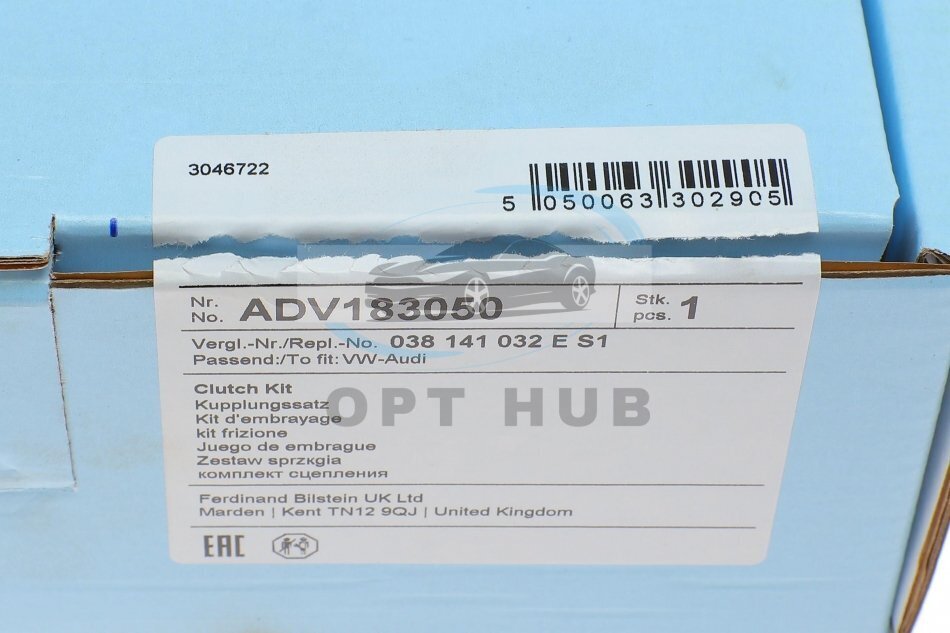 3046722
5 050063 302905
Nr. No. ADV183050 Stk. pcs. 1
Vergl.-Nr./Repl.-No. 038 141 032 E S1
Passend:/To fit: VW-Audi
Clutch Kit
Kupplungssatz
Kit d'embrayage
OPT HUB
kit frizione
Juego de embrague
Zestaw sprzкgіa
комплект сцепления
Ferdinand Bilstein UK Ltd
Marden | Kent TN12 9QJ | United Kingdom
EAC